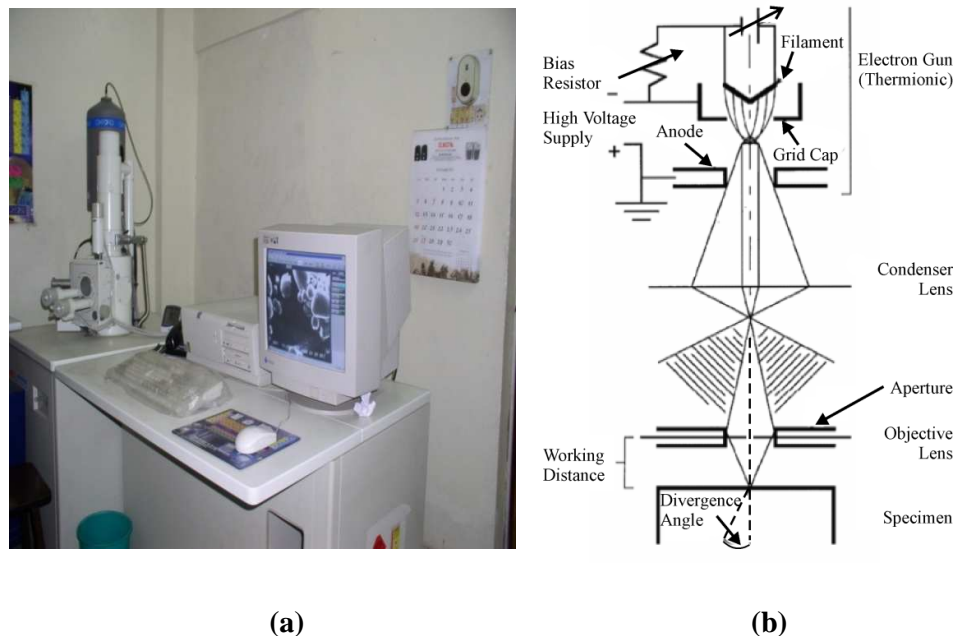 Filament
Bias
Resistor
Electron Gun
(Thermionic)
High Voltage
Supply
Anode
Grid Cap
Condenser
Lens
Aperture
Objective
Lens
Working
Distance
Divergence
Angle
Specimen
(a)
(b)